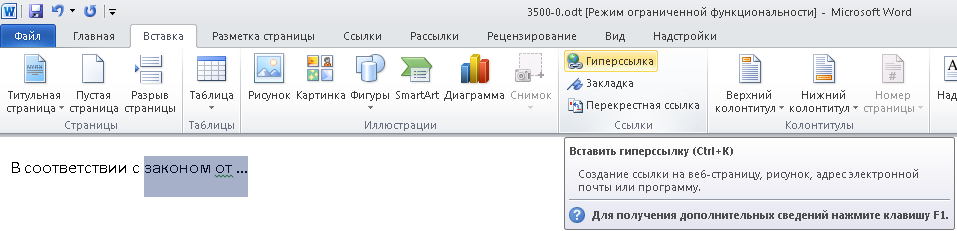 3500-0.odt [Режим ограниченной функциональности] - Microsoft Word
Файл Главная Вставка Разметка страницы Ссылки Рассылки Рецензирование Вид Надстройки
Титульная страница
Пустая страница
Разрыв страницы
Страницы
Таблица
Таблицы
Рисунок
Картинка
Фигуры
SmartArt
Диаграмма
Снимок
Иллюстрации
Гиперссылка
Закладка
Перекрестная ссылка
Ссылки
Верхний колонтитул
Нижний колонтитул
Номер страницы
Колонтитулы
Над
В соответствии с законом от ...
Вставить гиперссылку (Ctrl+K)
Создание ссылки на веб-страницу, рисунок, адрес электронной
почты или программу.
Для получения дополнительных сведений нажмите клавишу F1.